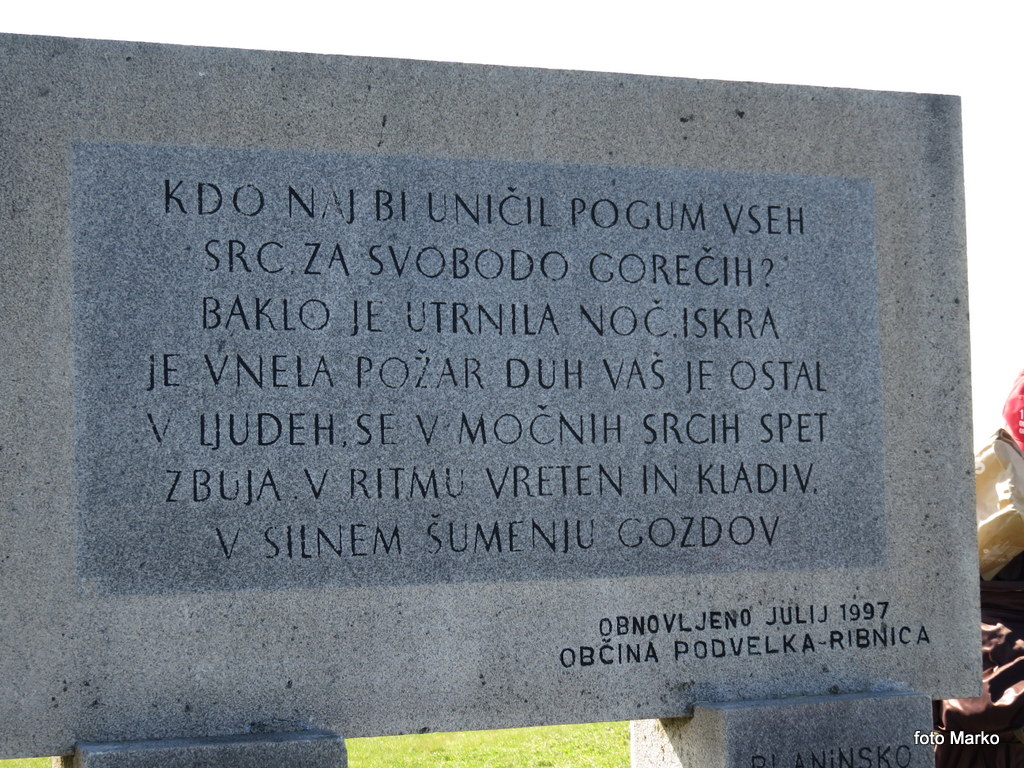 KDO NAJ BI UNIČIL POGUM VSEH
SRC, ZA SVOBODO GOREČIH?
BAKLO JE UTRNILA NOČ, ISKRA
JE VNELA POŽAR DUH VAŠ JE OSTAL
V LJUDEH, SE V MOČNIH SRCIH SPET
ZBUJA V RITMU VRETEN IN KLADIV,
V SILNEM ŠUMENJU GOZDOV
OBNOVLJENO JULIJ 1997
OBČINA PODVELKA-RIBNICA
PLANINSKO
foto Marko